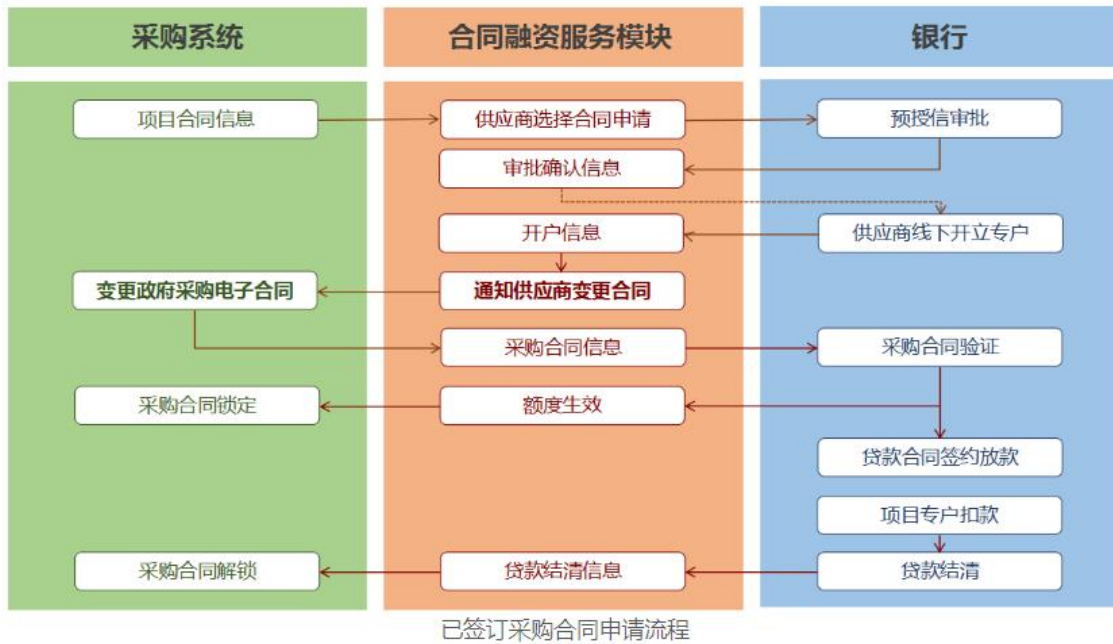 采购系统
合同融资服务模块
银行
项目合同信息
供应商选择合同申请
预授信审批
审批确认信息
开户信息
供应商线下开立专户
变更政府采购电子合同
通知供应商变更合同
采购合同信息
采购合同验证
采购合同锁定
额度生效
贷款合同签约放款
项目专户扣款
采购合同解锁
贷款结清信息
贷款结清
已签订采购合同申请流程